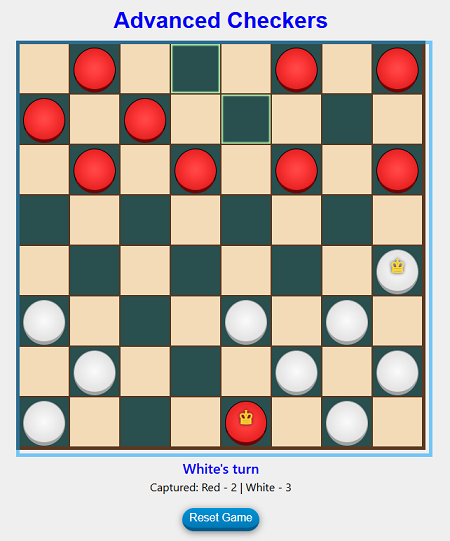 Advanced Checkers
White's turn
Captured: Red - 2 | White - 3
Reset Game